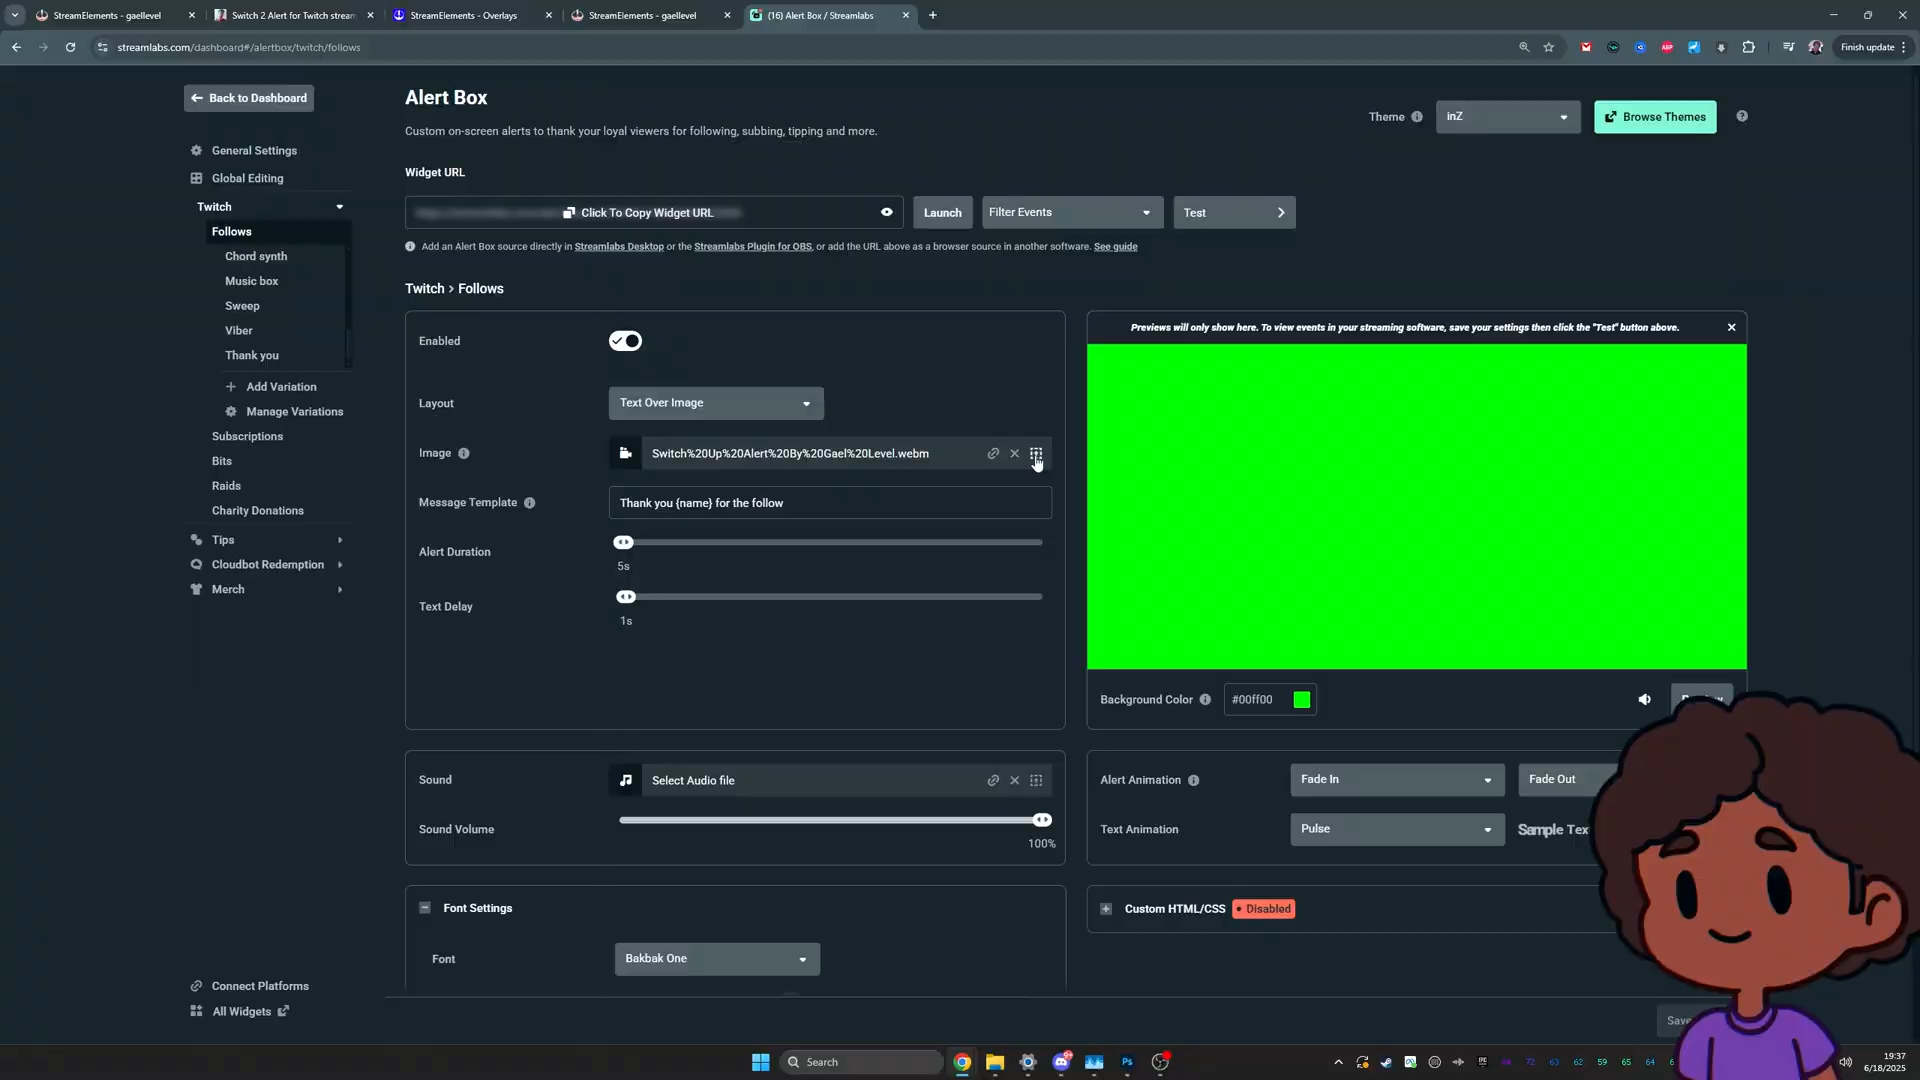 StreamElements - gaellevel
Switch 2 Alert for Twitch stream
StreamElements - Overlays
StreamElements - gaellevel
(16) Alert Box / Streamlabs
streamlabs.com/dashboard#/alertbox/twitch/follows
ABP
Finish update
Back to Dashboard
Alert Box
Custom on-screen alerts to thank your loyal viewers for following, subbing, tipping and more.
Theme
inZ
Browse Themes
General Settings
Global Editing
Widget URL
Click To Copy Widget URL
Launch
Filter Events
Test
Add an Alert Box source directly in Streamlabs Desktop or the Streamlabs Plugin for OBS, or add the URL above as a browser source in another software. See guide
Twitch
Follows
Chord synth
Music box
Sweep
Viber
Thank you
Add Variation
Manage Variations
Subscriptions
Bits
Raids
Charity Donations
Tips
Cloudbot Redemption
Merch
Connect Platforms
All Widgets
Twitch > Follows
Enabled
Layout
Text Over Image
Image
Switch%20Up%20Alert%20By%20Gael%20Level.webm
Message Template
Thank you {name} for the follow
Alert Duration
5s
Text Delay
1s
Previews will only show here. To view events in your streaming software, save your settings then click the "Test" button above.
Background Color
#00ff00
Sound
Select Audio file
Sound Volume
100%
Alert Animation
Fade In
Fade Out
Text Animation
Pulse
Sample Tex
Font Settings
Font
Bakbak One
Custom HTML/CSS
Disabled
Save
Search
Ps
72
63
62
59
65
64
19:37
6/18/2025